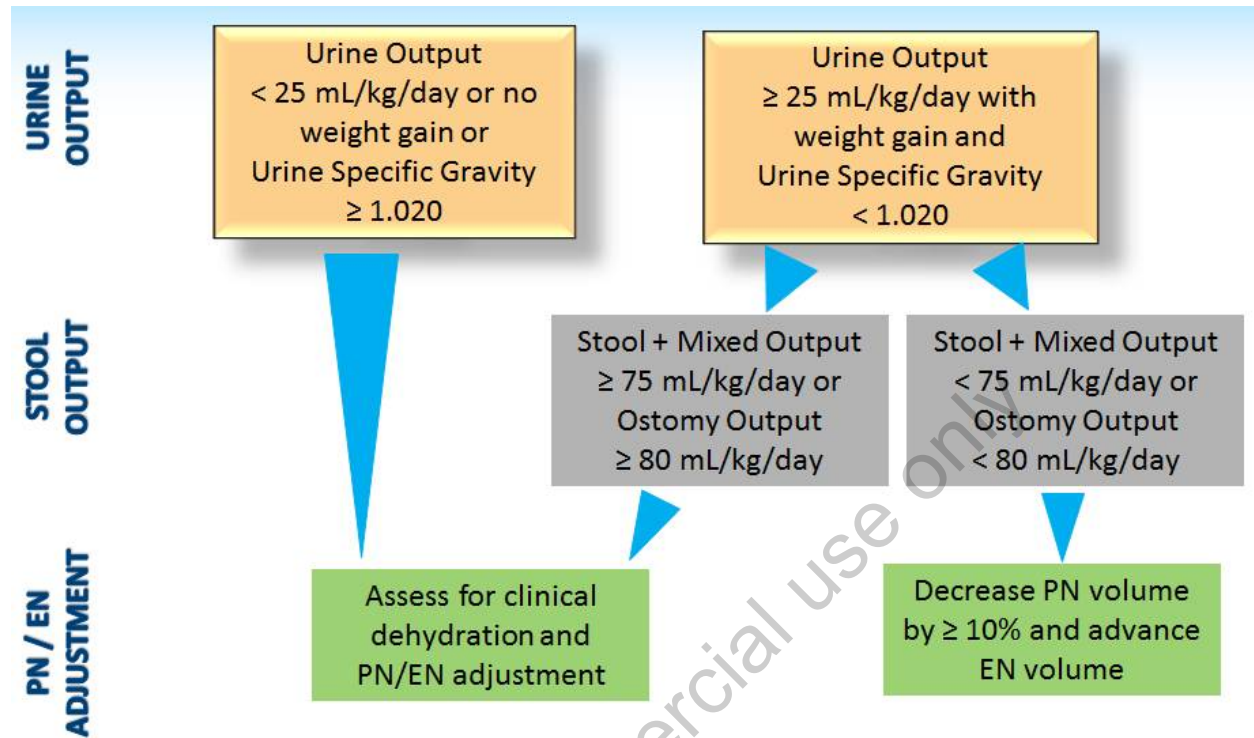 URINE
OUTPUT
Urine Output
< 25 mL/kg/day or no
weight gain or
Urine Specific Gravity
≥ 1.020
Urine Output
≥ 25 mL/kg/day with
weight gain and
Urine Specific Gravity
< 1.020
STOOL
OUTPUT
Stool + Mixed Output
≥ 75 mL/kg/day or
Ostomy Output
≥ 80 mL/kg/day
Stool + Mixed Output
< 75 mL/kg/day or
Ostomy Output
< 80 mL/kg/day
PN / EN
ADJUSTMENT
Assess for clinical
dehydration and
PN/EN adjustment
Decrease PN volume
by ≥ 10% and advance
EN volume
ercial use only